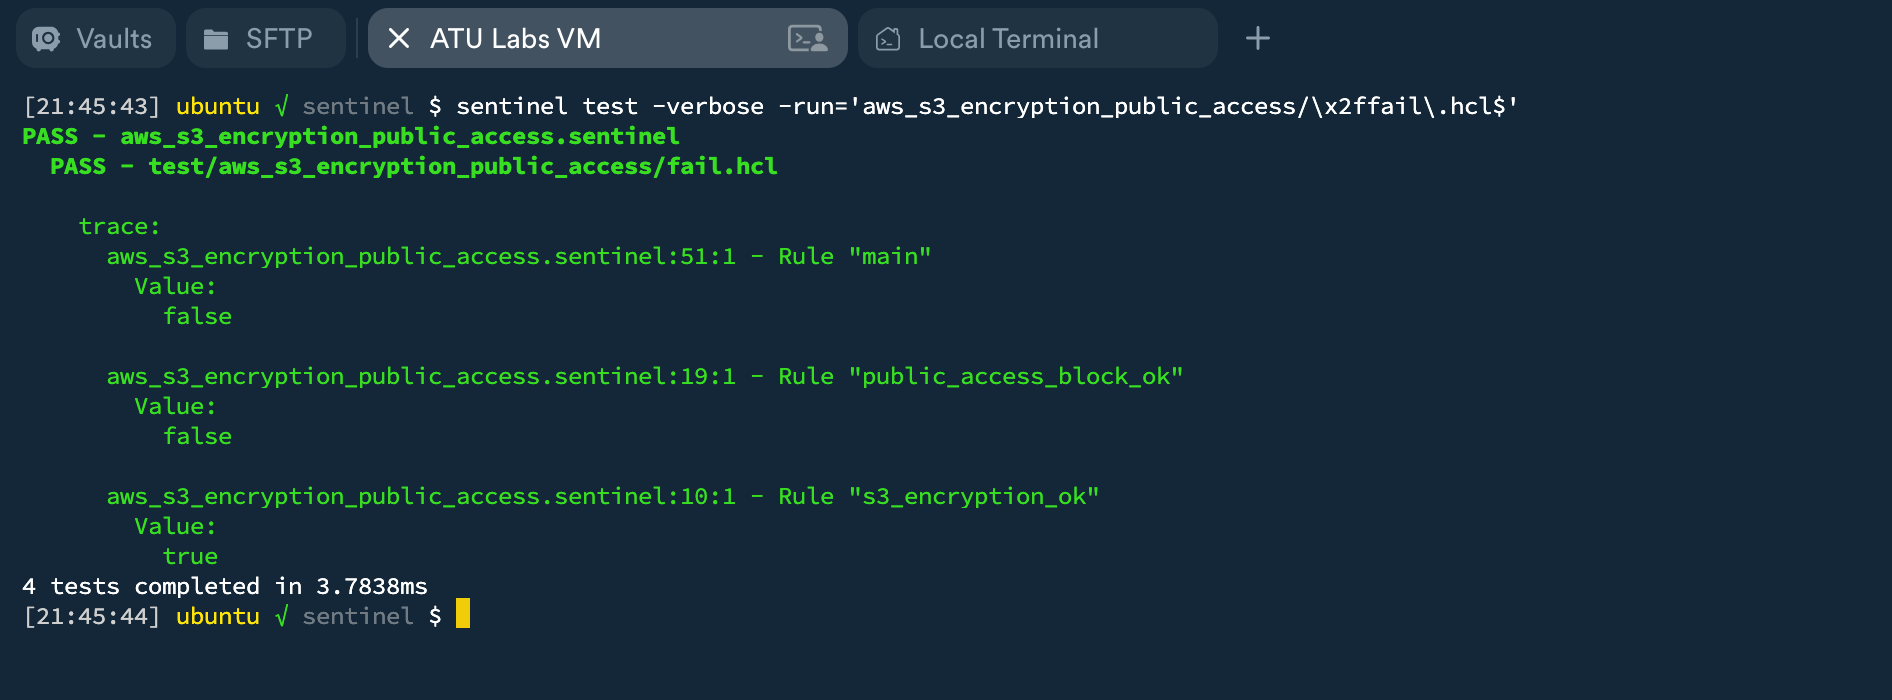 Vaults SFTP ATU Labs VM Local Terminal +
[21:45:43] ubuntu √ sentinel $ sentinel test -verbose -run='aws_s3_encryption_public_access/\x2ffail\.hcl$'
PASS - aws_s3_encryption_public_access.sentinel
  PASS - test/aws_s3_encryption_public_access/fail.hcl
    trace:
      aws_s3_encryption_public_access.sentinel:51:1 - Rule "main"
        Value:
          false
      aws_s3_encryption_public_access.sentinel:19:1 - Rule "public_access_block_ok"
        Value:
          false
      aws_s3_encryption_public_access.sentinel:10:1 - Rule "s3_encryption_ok"
        Value:
          true
4 tests completed in 3.7838ms
[21:45:44] ubuntu √ sentinel $